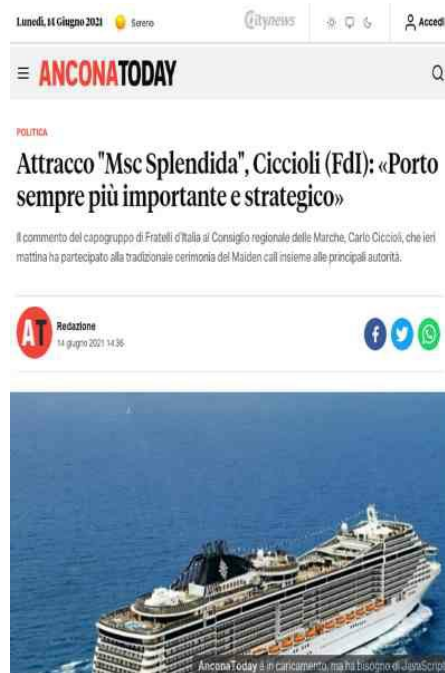 Lunedì, 14 Giugno 2021 Sereno Citynews Accedi
ANCONATODAY
POLITICA
Attracco "Msc Splendida", Ciccioli (FdI): «Porto
sempre più importante e strategico»
Il commento del capogruppo di Fratelli d'Italia al Consiglio regionale delle Marche, Carlo Ciccioli, che ieri
mattina ha partecipato alla tradizionale cerimonia del Maiden call insieme alle principali autorità.
AT
Redazione
14 giugno 2021 14:36
AnconaToday è in caricamento, ma ha bisogno di JavaScript